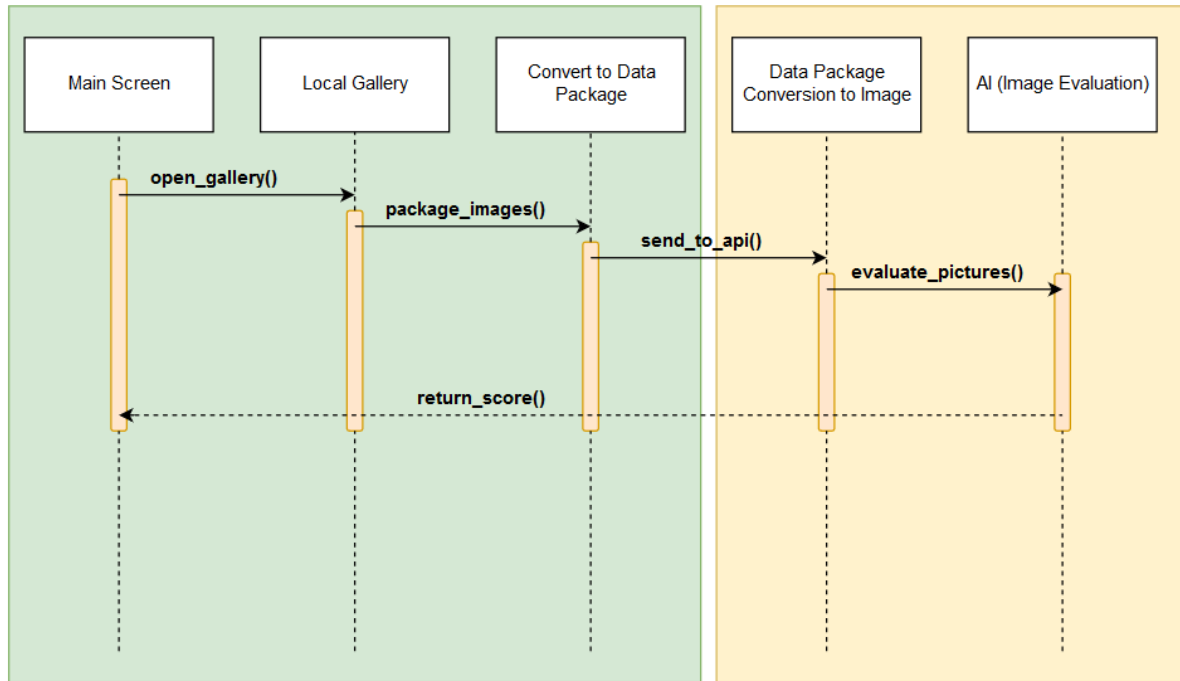 Main Screen
Local Gallery
Convert to Data
Package
Data Package
Conversion to Image
AI (Image Evaluation)
open_gallery()
package_images()
send_to_api()
evaluate_pictures()
return_score()